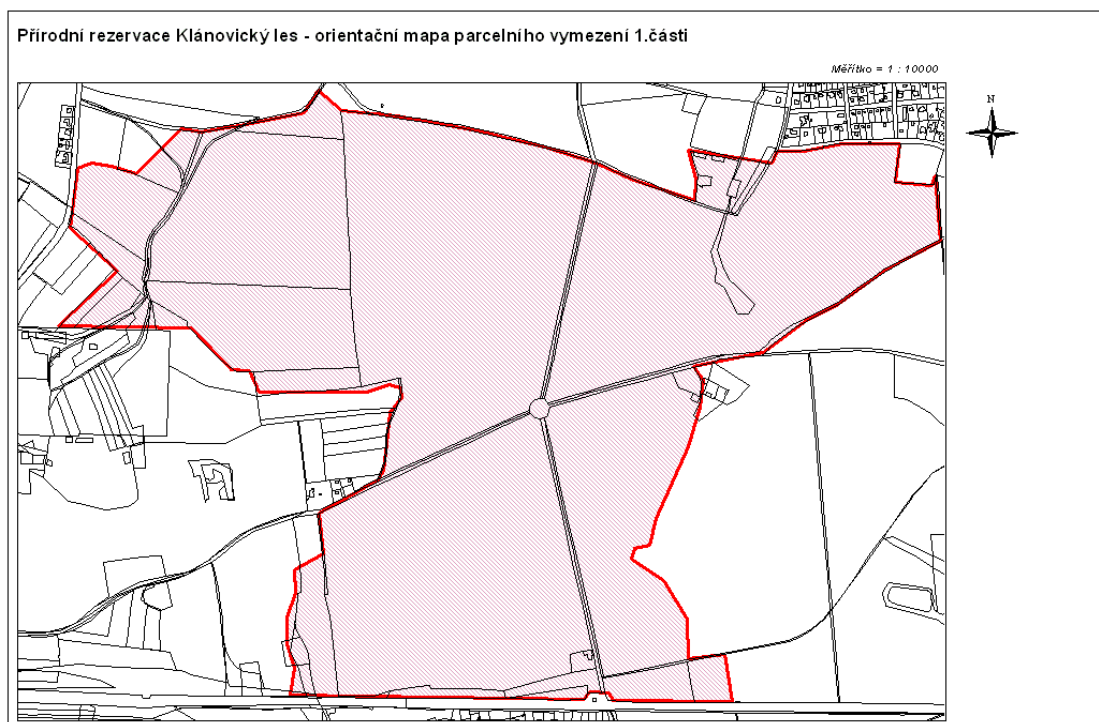 Přírodní rezervace Klánovický les - orientační mapa parcelního vymezení 1.části
Měřítko = 1 : 10000
N